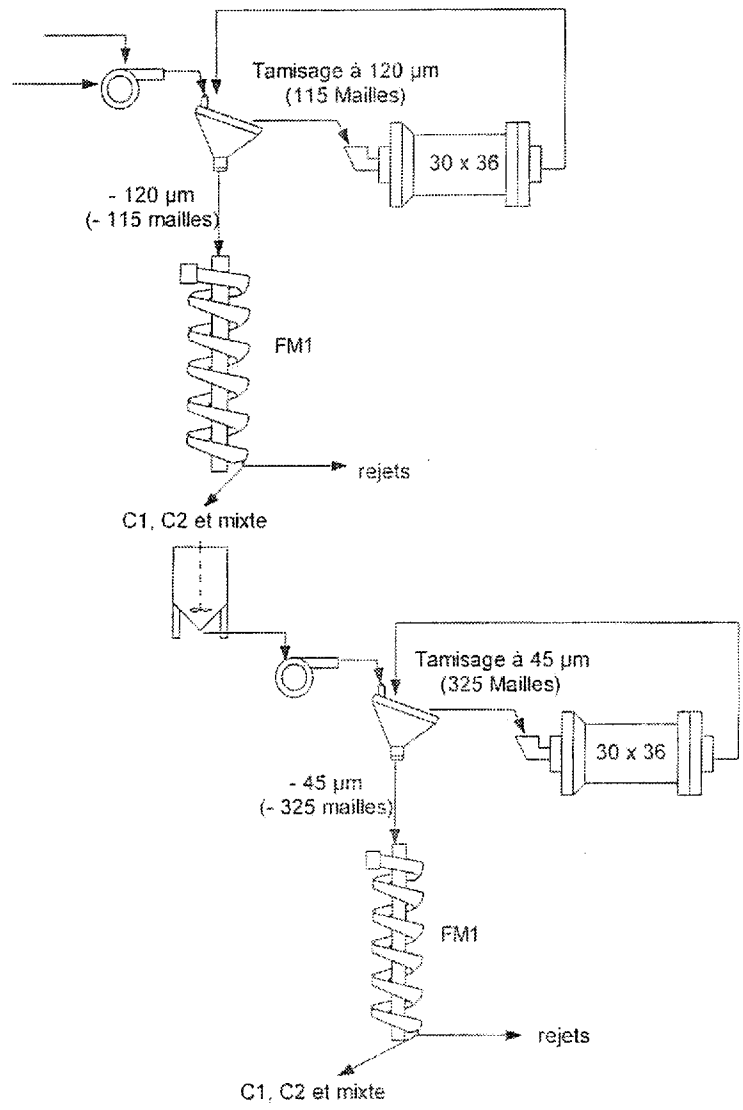 Tamisage à 120 µm
(115 Mailles)
30 x 36
- 120 µm
(- 115 mailles)
FM1
rejets
C1, C2 et mixte
Tamisage à 45 µm
(325 Mailles)
30 x 36
- 45 µm
(- 325 mailles)
FM1
rejets
C1, C2 et mixte